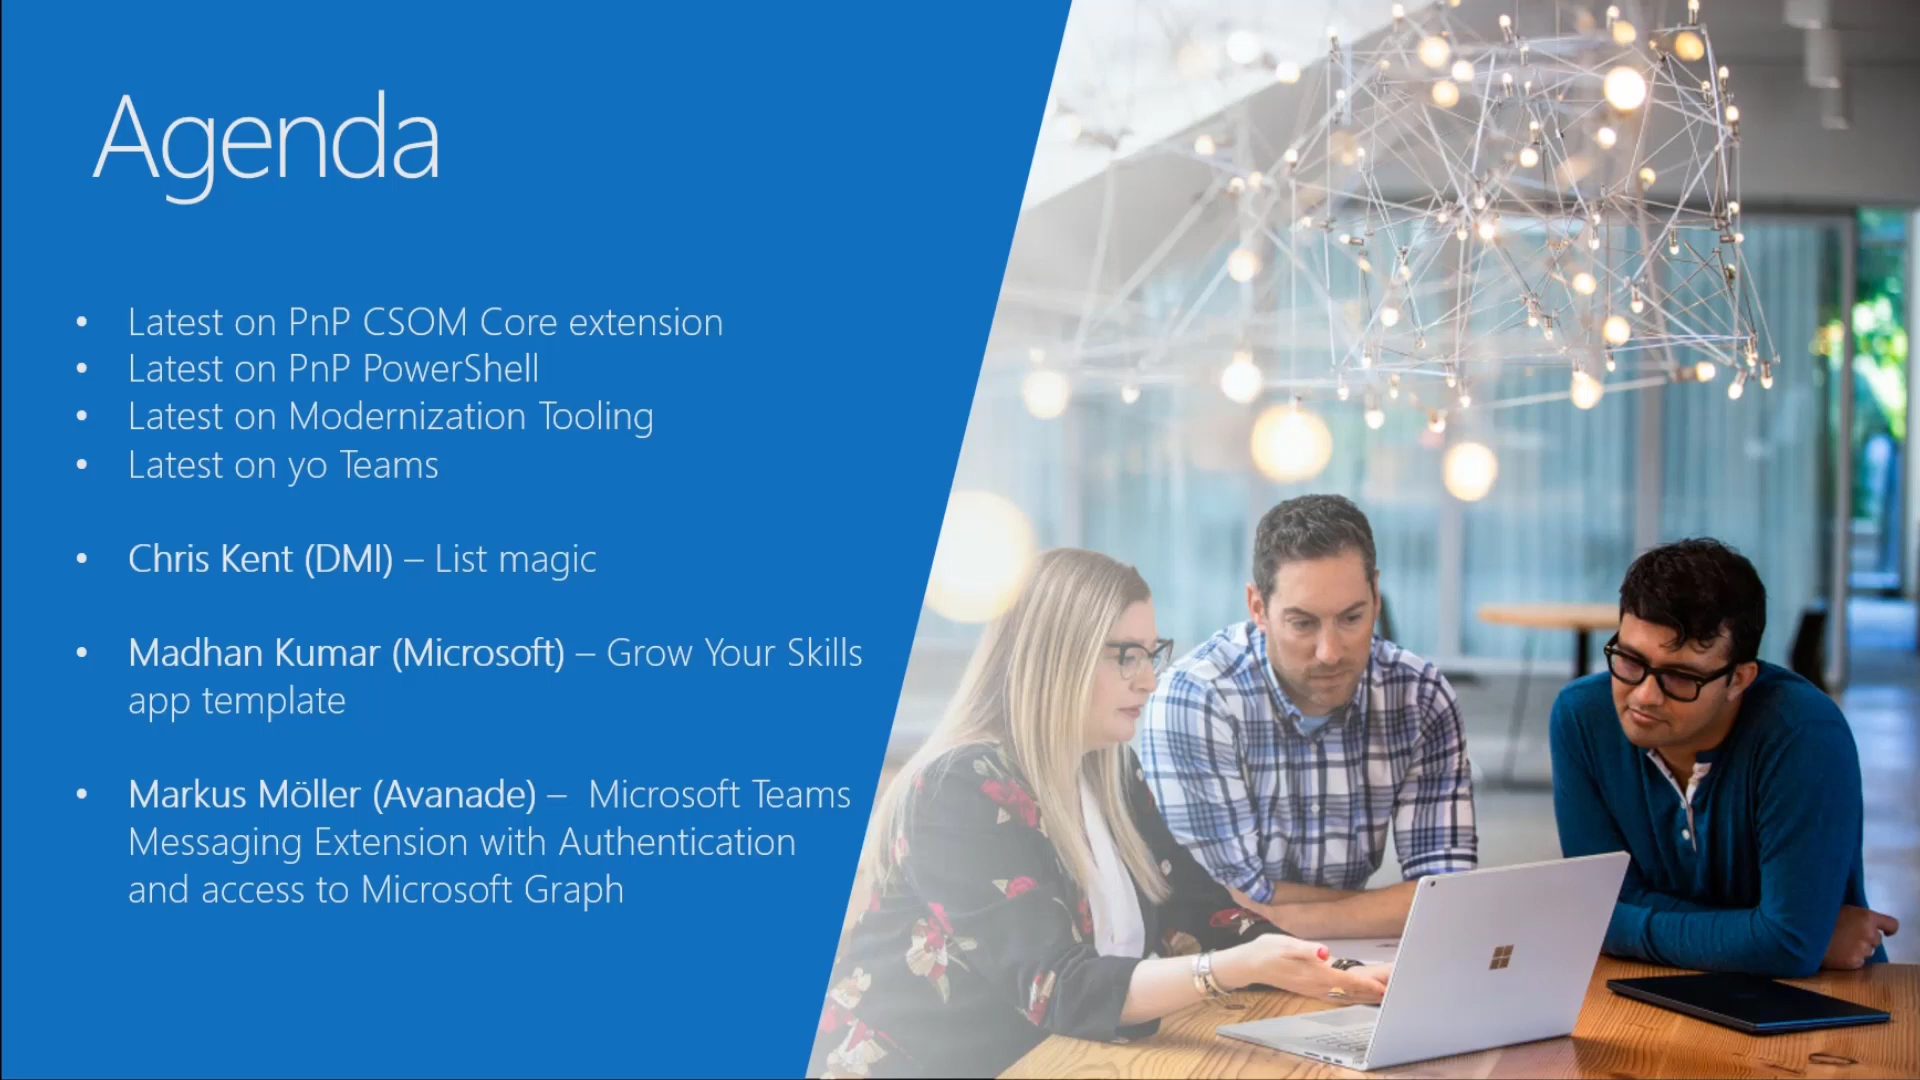 Agenda
• Latest on PnP CSOM Core extension
• Latest on PnP PowerShell
• Latest on Modernization Tooling
• Latest on yo Teams
• Chris Kent (DMI) – List magic
• Madhan Kumar (Microsoft) – Grow Your Skills
app template
• Markus Möller (Avanade) – Microsoft Teams
Messaging Extension with Authentication
and access to Microsoft Graph